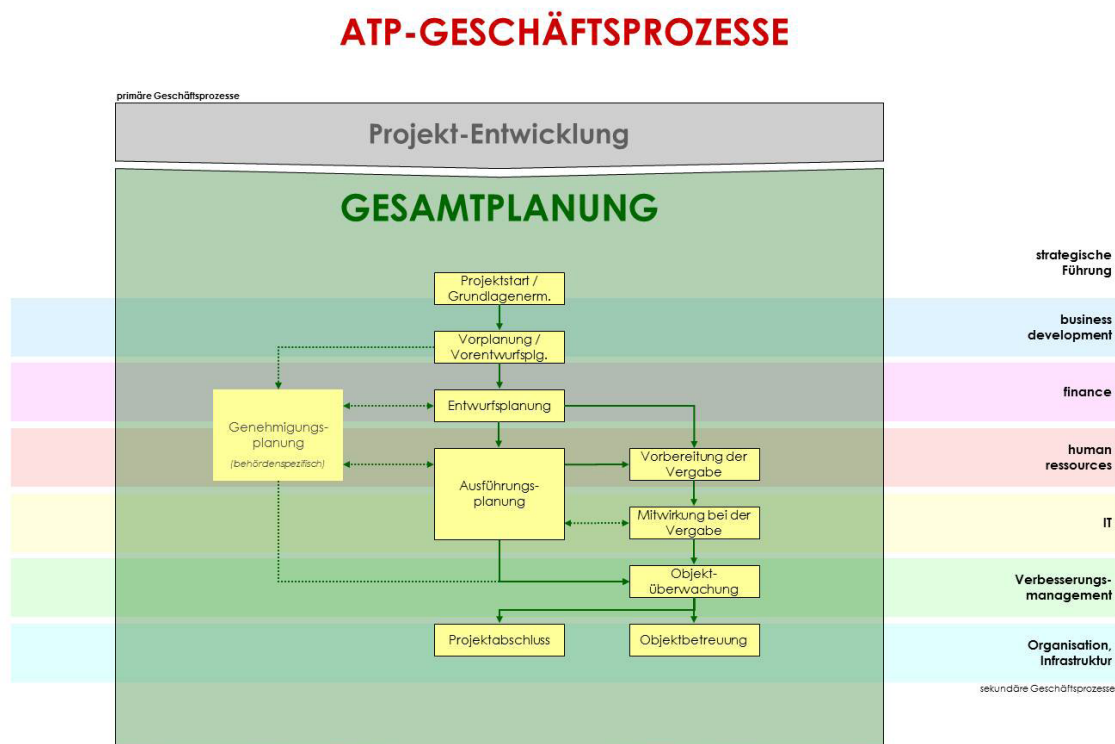 ATP-GESCHÄFTSPROZESSE
primäre Geschäftsprozesse
Projekt-Entwicklung
GESAMTPLANUNG
strategische
Führung
Projektstart /
Grundlagenerm.
business
development
Vorplanung /
Vorentwurfsplg.
finance
Entwurfsplanung
Genehmigungs-
planung
(behördenspezifisch)
human
ressources
Vorbereitung der
Vergabe
Ausführungs-
planung
Mitwirkung bei der
Vergabe
IT
Objekt-
überwachung
Verbesserungs-
management
Projektabschluss
Objektbetreuung
Organisation,
Infrastruktur
sekundäre Geschäftsprozesse